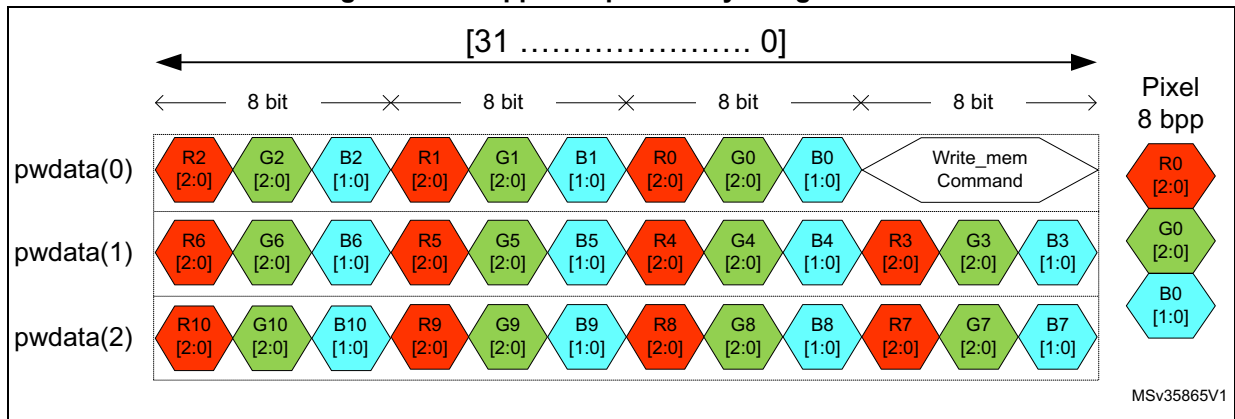 [31 ...................... 0]
8 bit 8 bit 8 bit 8 bit
Pixel
8 bpp
pwdata(0)
R2 G2 B2 R1 G1 B1 R0 G0 B0 Write_mem
[2:0] [2:0] [1:0] [2:0] [2:0] [1:0] [2:0] [2:0] [1:0] Command
R0
[2:0]
pwdata(1)
R6 G6 B6 R5 G5 B5 R4 G4 B4 R3 G3 B3
[2:0] [2:0] [1:0] [2:0] [2:0] [1:0] [2:0] [2:0] [1:0] [2:0] [2:0] [1:0]
G0
[2:0]
pwdata(2)
R10 G10 B10 R9 G9 B9 R8 G8 B8 R7 G7 B7
[2:0] [2:0] [1:0] [2:0] [2:0] [1:0] [2:0] [2:0] [1:0] [2:0] [2:0] [1:0]
B0
[1:0]
MSv35865V1